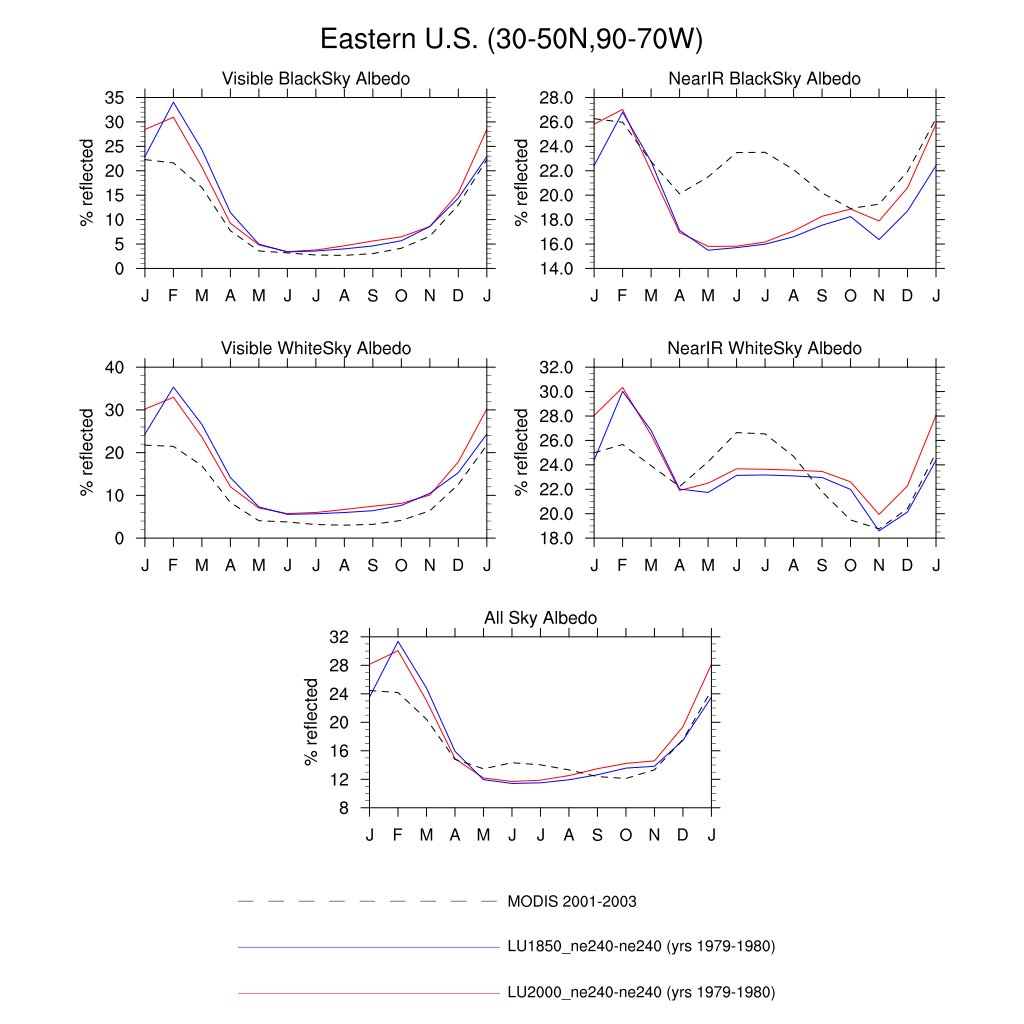 Eastern U.S. (30-50N,90-70W)
Visible BlackSky Albedo
% reflected
35
30
25
20
15
10
5
0
J F M A M J J A S O N D J
NearIR BlackSky Albedo
% reflected
28.0
26.0
24.0
22.0
20.0
18.0
16.0
14.0
J F M A M J J A S O N D J
Visible WhiteSky Albedo
% reflected
40
30
20
10
0
J F M A M J J A S O N D J
NearIR WhiteSky Albedo
% reflected
32.0
30.0
28.0
26.0
24.0
22.0
20.0
18.0
J F M A M J J A S O N D J
All Sky Albedo
% reflected
32
28
24
20
16
12
8
J F M A M J J A S O N D J
MODIS 2001-2003
LU1850_ne240-ne240 (yrs 1979-1980)
LU2000_ne240-ne240 (yrs 1979-1980)